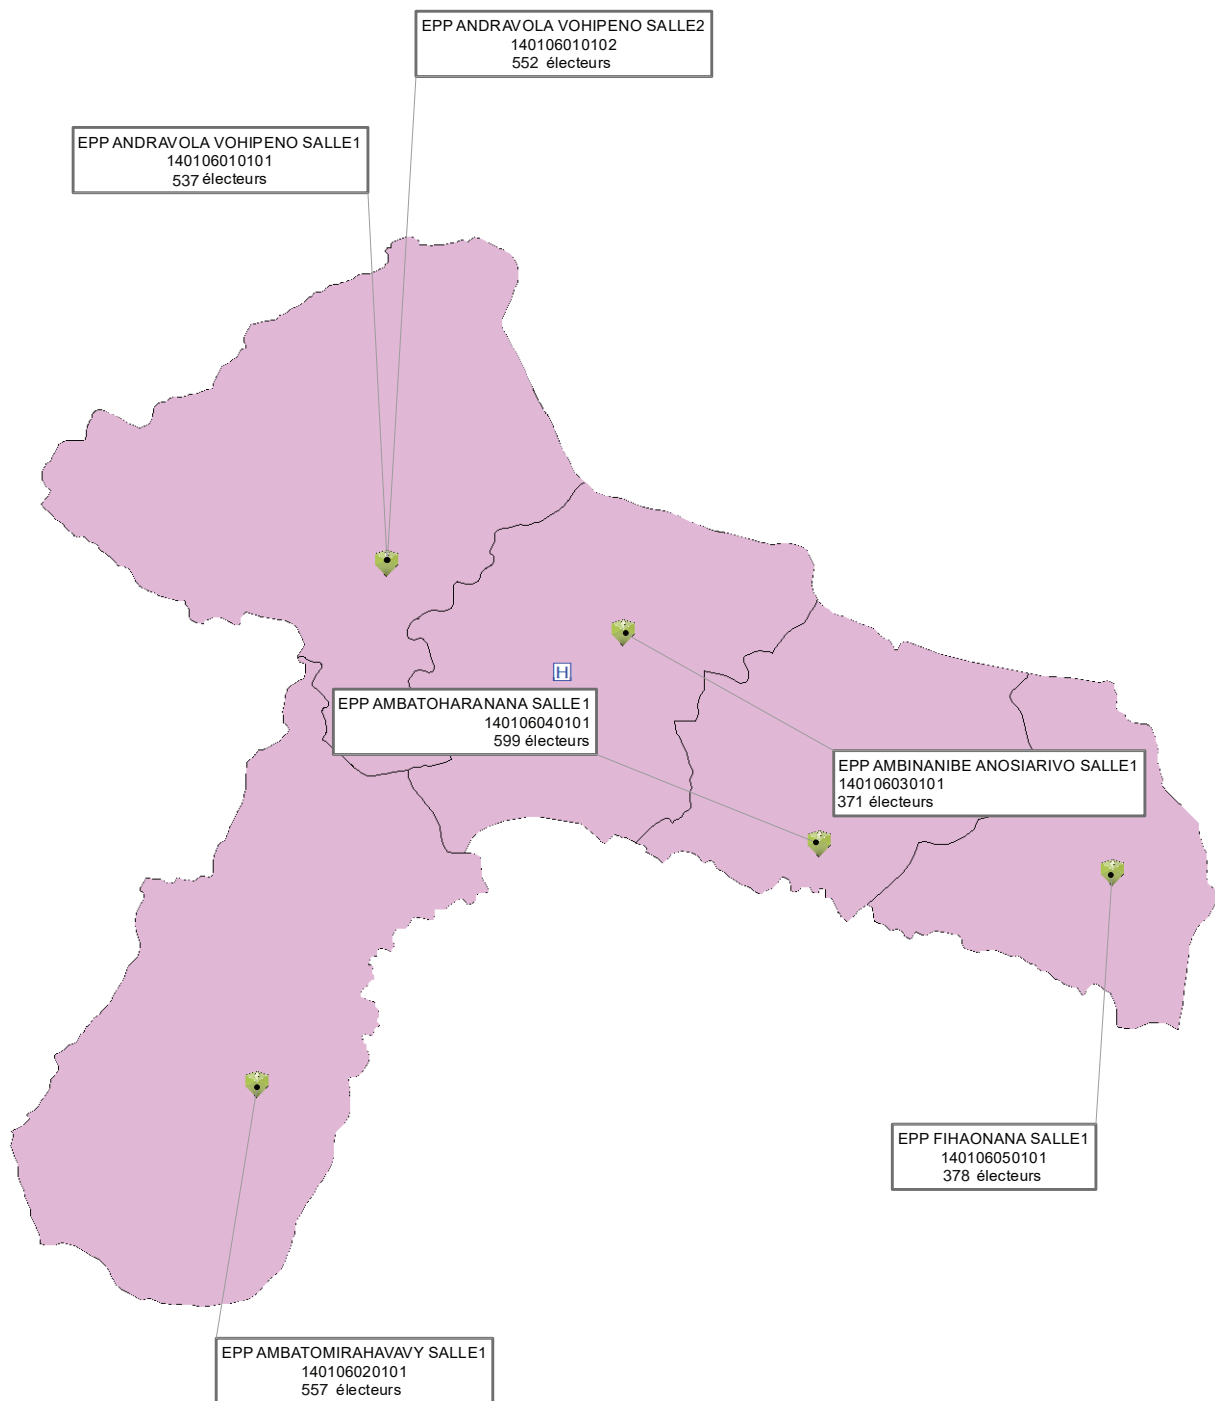 EPP ANDRAVOLA VOHIPENO SALLE2
140106010102
552 électeurs
EPP ANDRAVOLA VOHIPENO SALLE1
140106010101
537 électeurs
H
EPP AMBATOHARANANA SALLE1
140106040101
599 électeurs
EPP AMBINANIBE ANOSIARIVO SALLE1
140106030101
371 électeurs
EPP FIHAONANA SALLE1
140106050101
378 électeurs
EPP AMBATOMIRAHAVAVY SALLE1
140106020101
557 électeurs